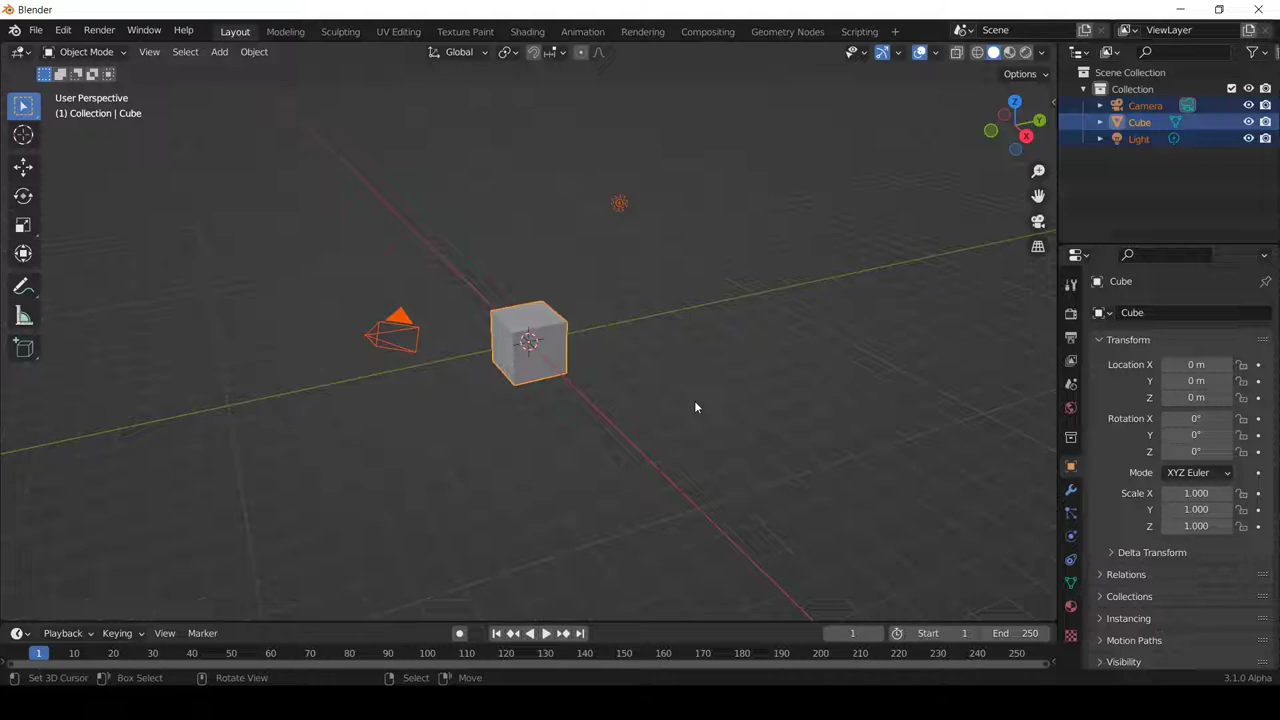 Blender
File Edit Render Window Help Layout Modeling Sculpting UV Editing Texture Paint Shading Animation Rendering Compositing Geometry Nodes Scripting + Scene ViewLayer
Object Mode View Select Add Object Global
Options
User Perspective
(1) Collection | Cube
Z
Y
X
Scene Collection
Collection
Camera
Cube
Light
Cube
Cube
Transform
Location X 0 m
Y 0 m
Z 0 m
Rotation X 0°
Y 0°
Z 0°
Mode XYZ Euler
Scale X 1.000
Y 1.000
Z 1.000
Delta Transform
Relations
Collections
Instancing
Motion Paths
Visibility
Playback Keying View Marker 1 Start 1 End 250
1 10 20 30 40 50 60 70 80 90 100 110 120 130 140 150 160 170 180 190 200 210 220 230 240 250
Set 3D Cursor Box Select Rotate View Select Move 3.1.0 Alpha